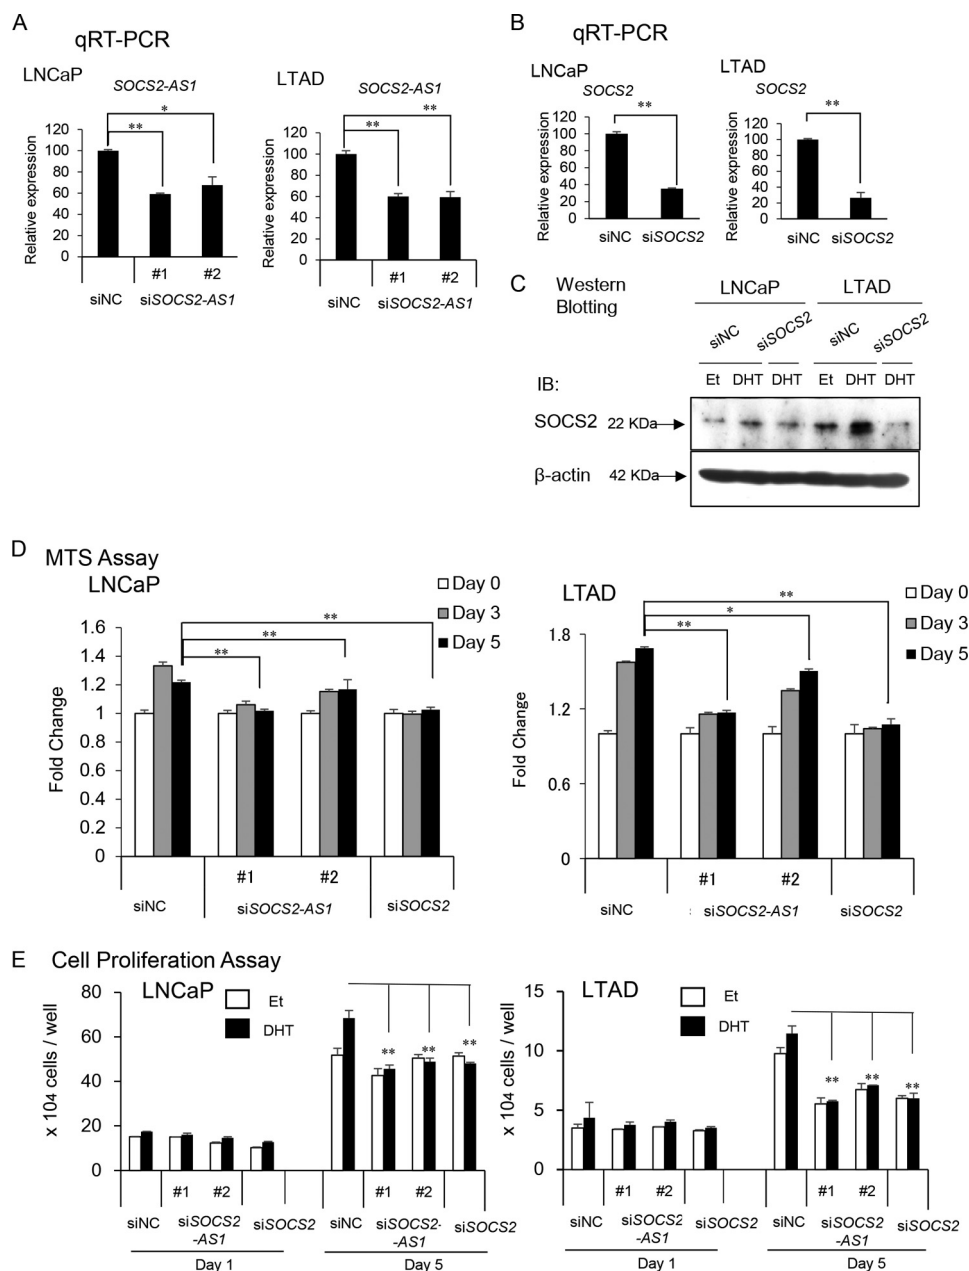 A
qRT-PCR
LNCaP
SOCS2-AS1
*
**
Relative expression
120
100
80
60
40
20
0
#1 #2
siNC siSOCS2-AS1
LTAD
SOCS2-AS1
**
**
Relative expression
120
100
80
60
40
20
0
#1 #2
siNC siSOCS2-AS1
B
qRT-PCR
LNCaP
SOCS2
**
Relative expression
120
100
80
60
40
20
0
siNC siSOCS2
LTAD
SOCS2
**
Relative expression
120
100
80
60
40
20
0
siNC siSOCS2
C
Western
Blotting
LNCaP LTAD
siNC siSOCS2 siNC siSOCS2
Et DHT DHT Et DHT DHT
IB:
SOCS2 22 KDa
β-actin 42 KDa
D
MTS Assay
LNCaP
Day 0
Day 3
Day 5
**
**
**
Fold Change
1.6
1.4
1.2
1
0.8
0.6
0.4
0.2
0
#1 #2
siNC siSOCS2-AS1 siSOCS2
LTAD
Day 0
Day 3
Day 5
**
*
**
Fold Change
1.8
1.2
0.6
0
#1 #2
siNC : siSOCS2-AS1 siSOCS2
E
Cell Proliferation Assay
LNCaP
Et
DHT
x 104 cells / well
80
60
40
20
0
** ** **
#1 #2 #1 #2
siNC siSOCS2 siSOCS2 siNC siSOCS2- siSOCS2
-AS1 -AS1
Day 1 Day 5
LTAD
Et
DHT
x 104 cells / well
15
10
5
0
** ** **
#1 #2 #1 #2
siNC siSOCS2 siSOCS2 siNC siSOCS2 siSOCS2
-AS1 -AS1
Day 1 Day 5